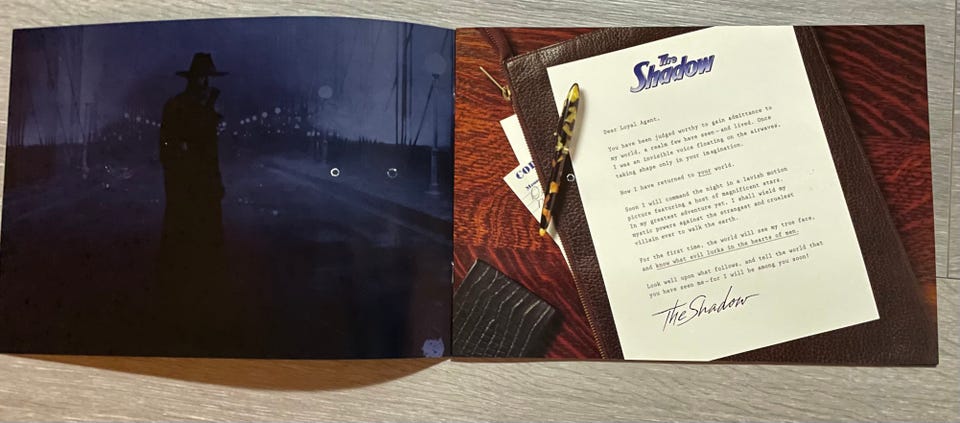 The
Shadow
Dear Loyal Agent,
You have been judged worthy to gain admittance to
my world, a realm few have seen—and lived. Once
I was an invisible voice floating on the airwaves,
taking shape only in your imagination.
Now I have returned to your world.
Soon I will command the night in a lavish motion
picture featuring a host of magnificent stars.
In my greatest adventure yet, I shall wield my
mystic powers against the strangest and cruelest
villain ever to walk the earth.
For the first time, the world will see my true face,
and know what evil lurks in the hearts of men.
Look well upon what follows, and tell the world that
you have seen me—for I will be among you soon!
The Shadow